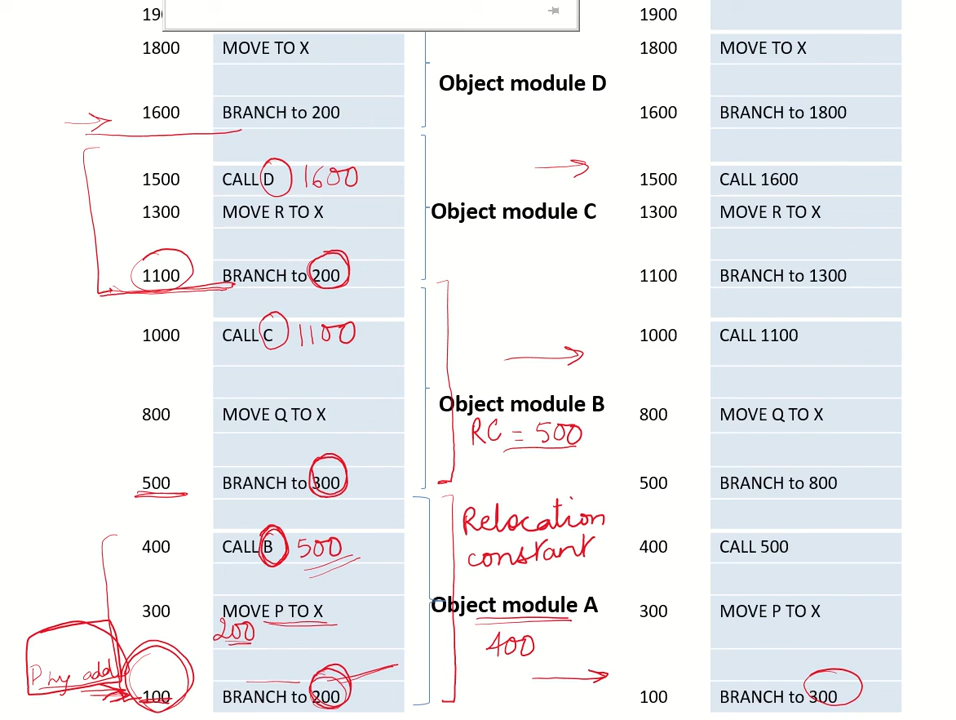 190 1900
1800 MOVE TO X 1800 MOVE TO X
Object module D
1600 BRANCH to 200 1600 BRANCH to 1800
1500 CALL D 1600 1500 CALL 1600
1300 MOVE R TO X Object module C 1300 MOVE R TO X
1100 BRANCH to 200 1100 BRANCH to 1300
1000 CALL C 1100 1000 CALL 1100
Object module B
800 MOVE Q TO X 800 MOVE Q TO X
RC = 500
500 BRANCH to 300 500 BRANCH to 800
Relocation
400 CALL B 500 400 CALL 500
constant
300 MOVE P TO X Object module A 300 MOVE P TO X
200
400
Phy add
100 BRANCH to 200 100 BRANCH to 300